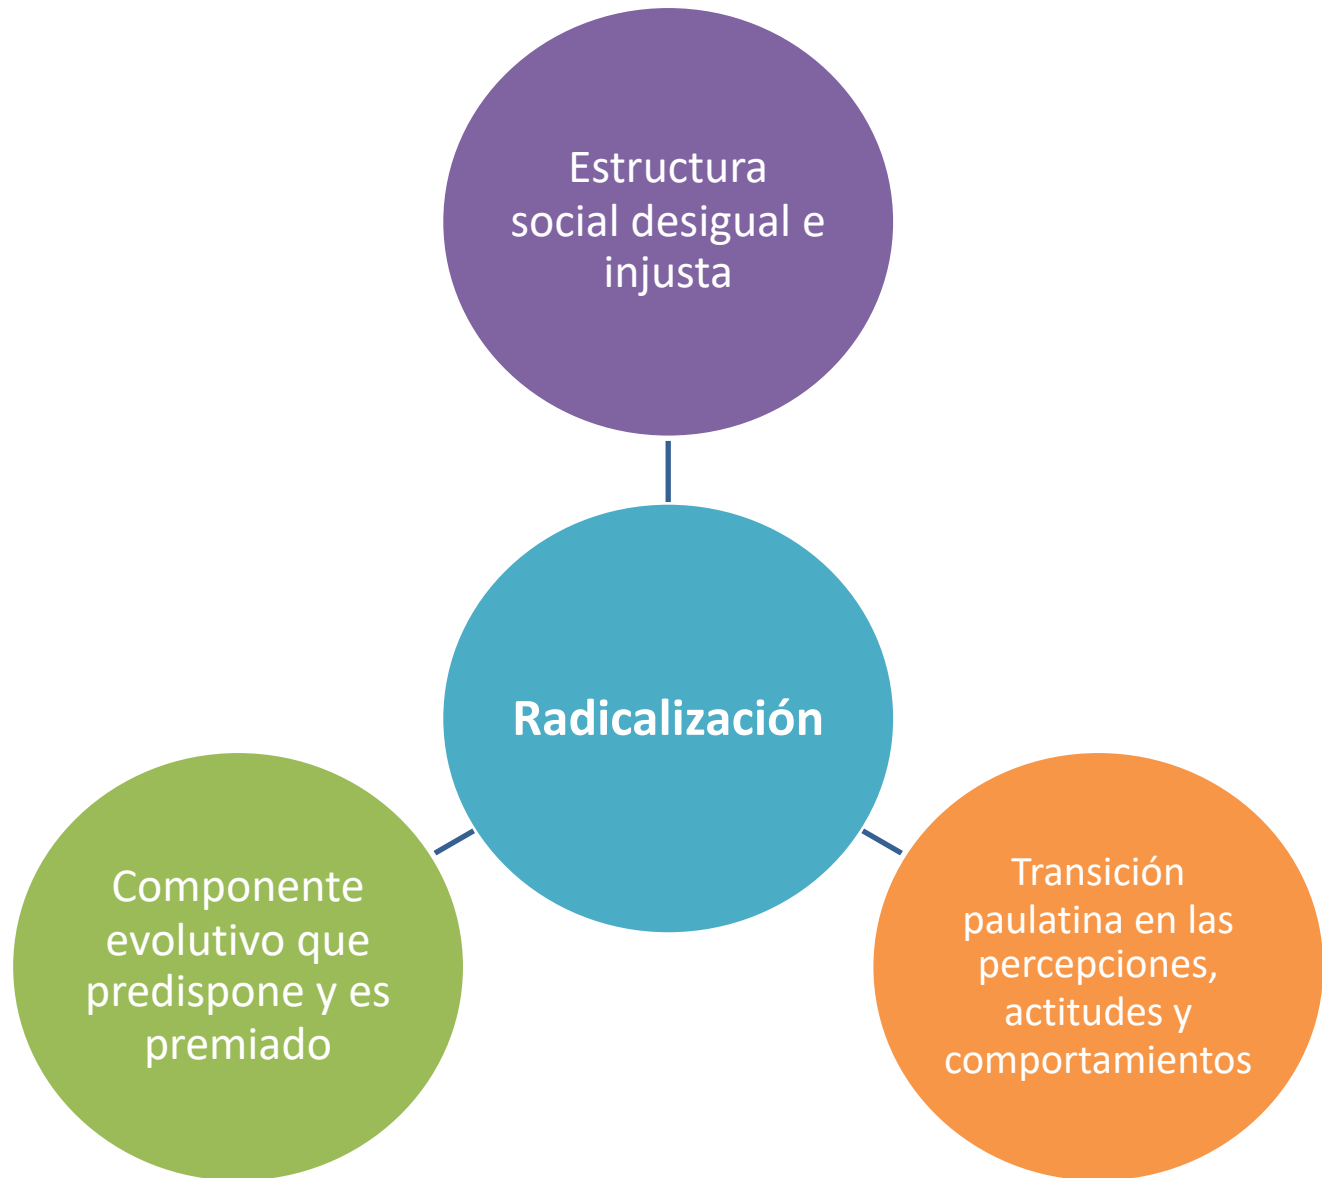 Estructura
social desigual e
injusta
Radicalización
Componente
evolutivo que
predispone y es
premiado
Transición
paulatina en las
percepciones,
actitudes y
comportamientos